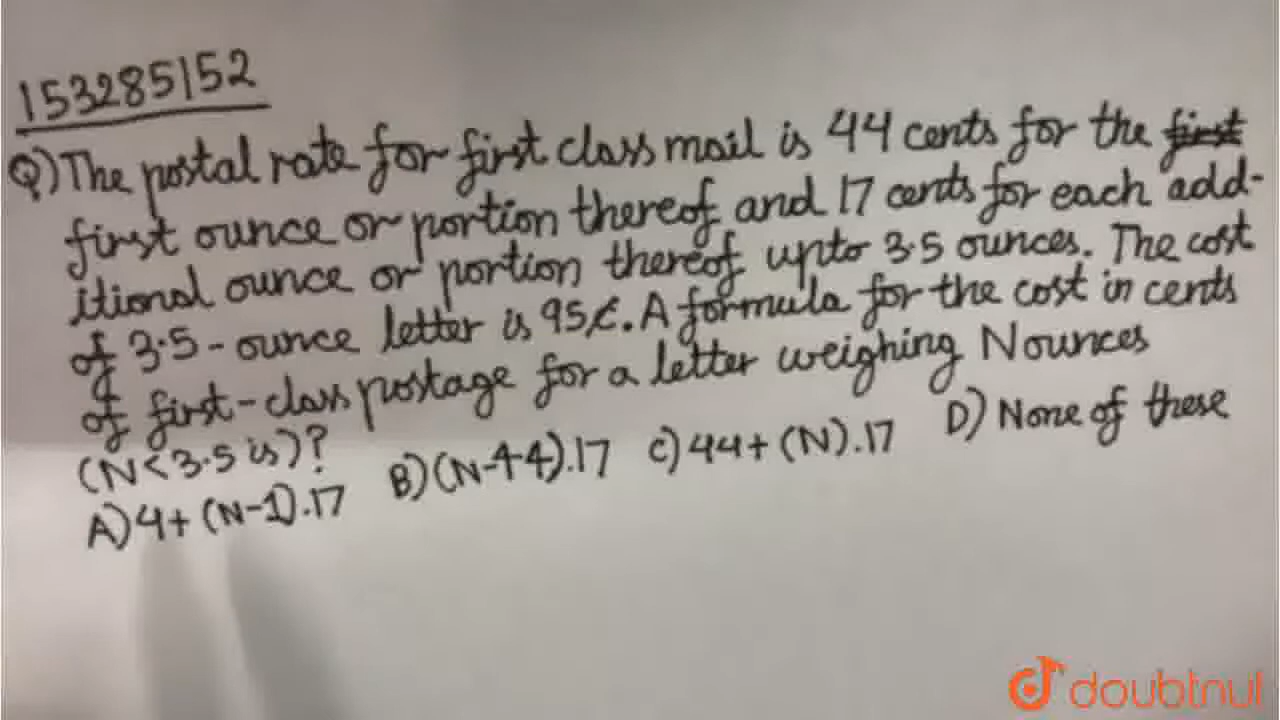 153285152
Q) The postal rate for first class mail is 44 cents for the first
first ounce or portion thereof and 17 cents for each add-
itional ounce or portion thereof upto 3.5 ounces. The cost
of 3.5-ounce letter is 95¢. A formula for the cost in cents
of first-class postage for a letter weighing N ounces
(N<3.5 is)?
A) 4+(N-1).17 B) (N-44).17 C) 44+(N).17 D) None of these
doubtnut